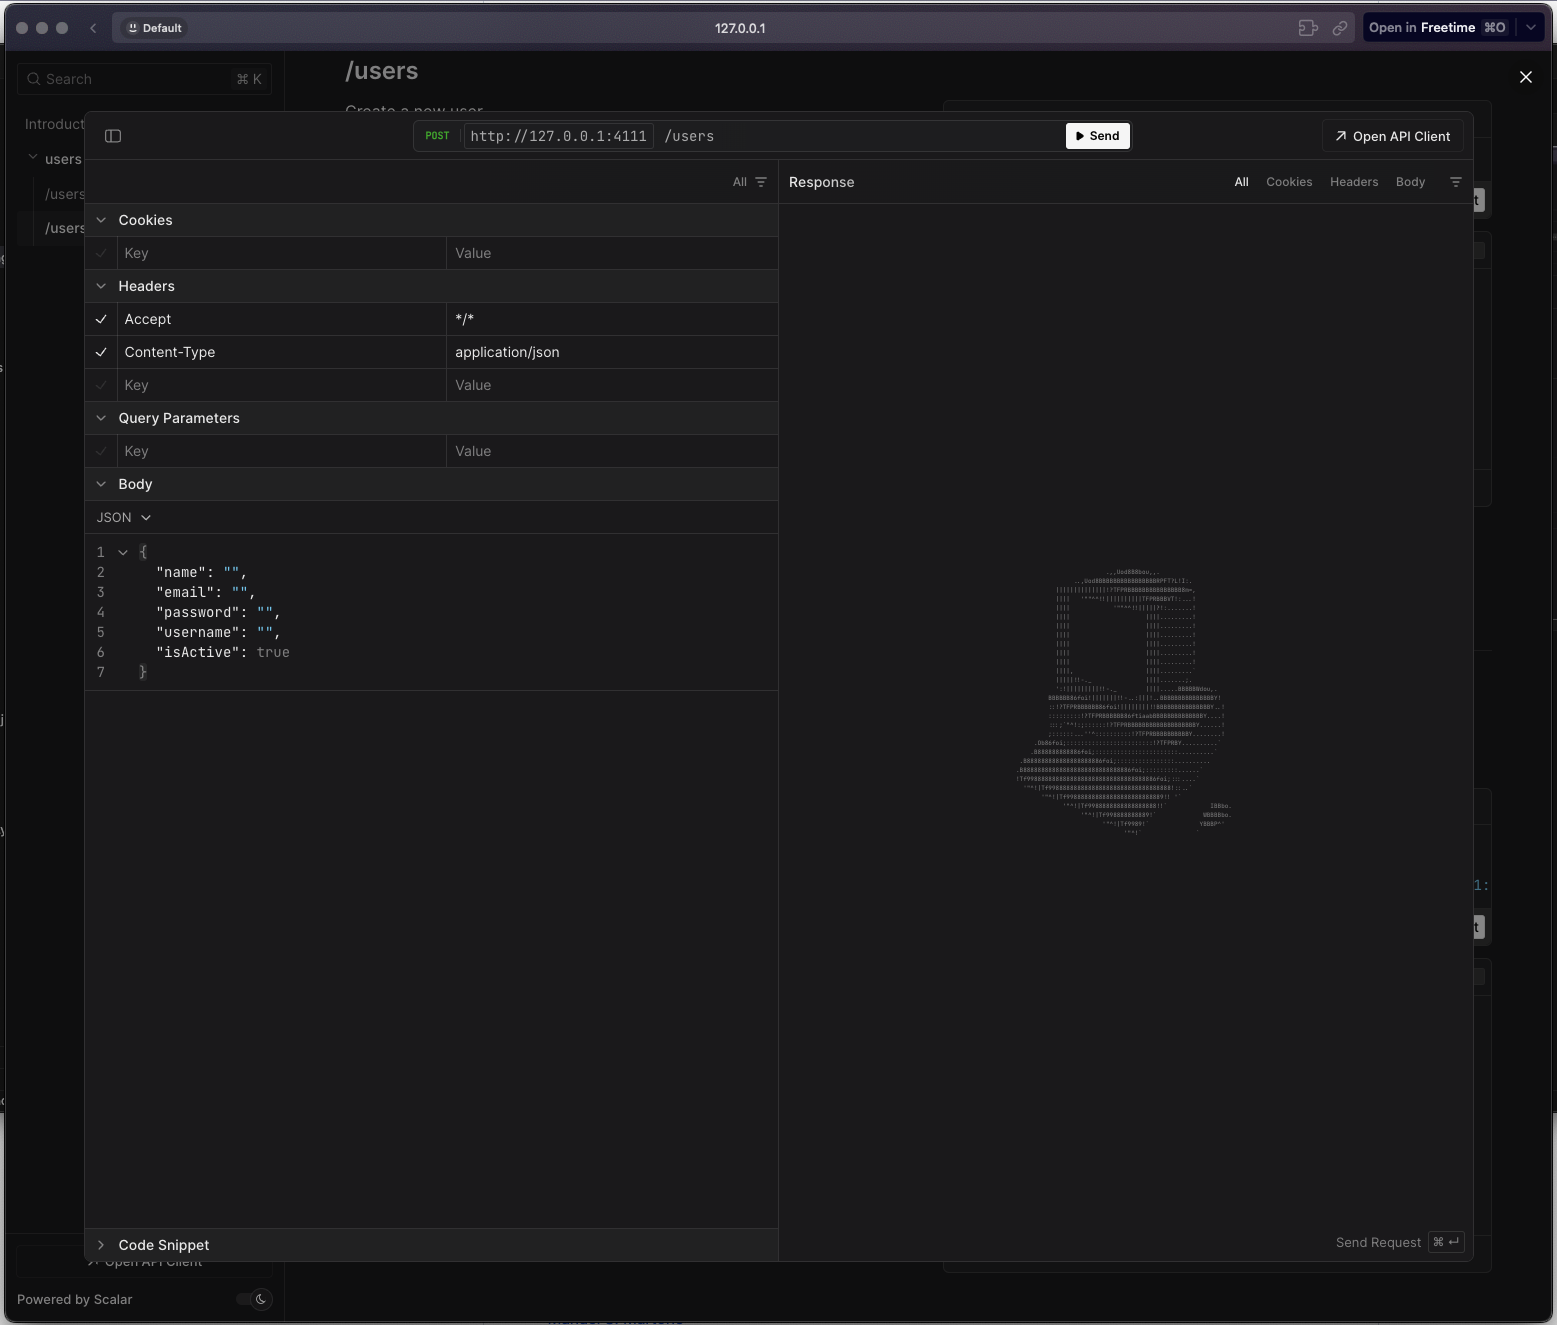 Default
127.0.0.1
Open in Freetime ⌘O
Search ⌘ K
/users
Create a new user
Introduct
users
/users
/users
POST http://127.0.0.1:4111 /users
Send
Open API Client
All
Response
All Cookies Headers Body
Cookies
Key Value
Headers
Accept */*
Content-Type application/json
Key Value
Query Parameters
Key Value
Body
JSON
1 {
2 "name": "",
3 "email": "",
4 "password": "",
5 "username": "",
6 "isActive": true
7 }
t
1:
t
Code Snippet
Send Request ⌘ ↵
Open API Client
Powered by Scalar